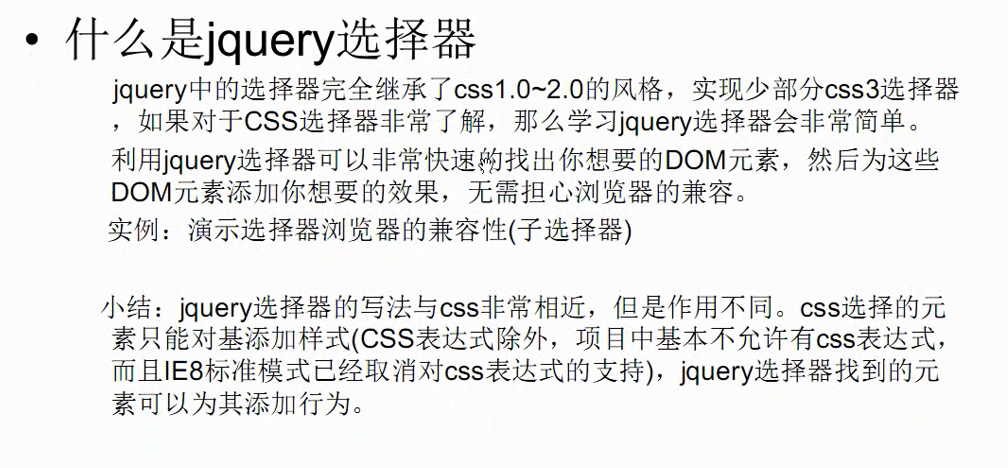 • 什么是jquery选择器
jquery中的选择器完全继承了css1.0~2.0的风格，实现少部分css3选择器
，如果对于CSS选择器非常了解，那么学习jquery选择器会非常简单。
利用jquery选择器可以非常快速的找出你想要的DOM元素，然后为这些
DOM元素添加你想要的效果，无需担心浏览器的兼容。
实例：演示选择器浏览器的兼容性(子选择器)
小结：jquery选择器的写法与css非常相近，但是作用不同。css选择的元
素只能对基添加样式(CSS表达式除外，项目中基本不允许有css表达式，
而且IE8标准模式已经取消对css表达式的支持)，jquery选择器找到的元
素可以为其添加行为。